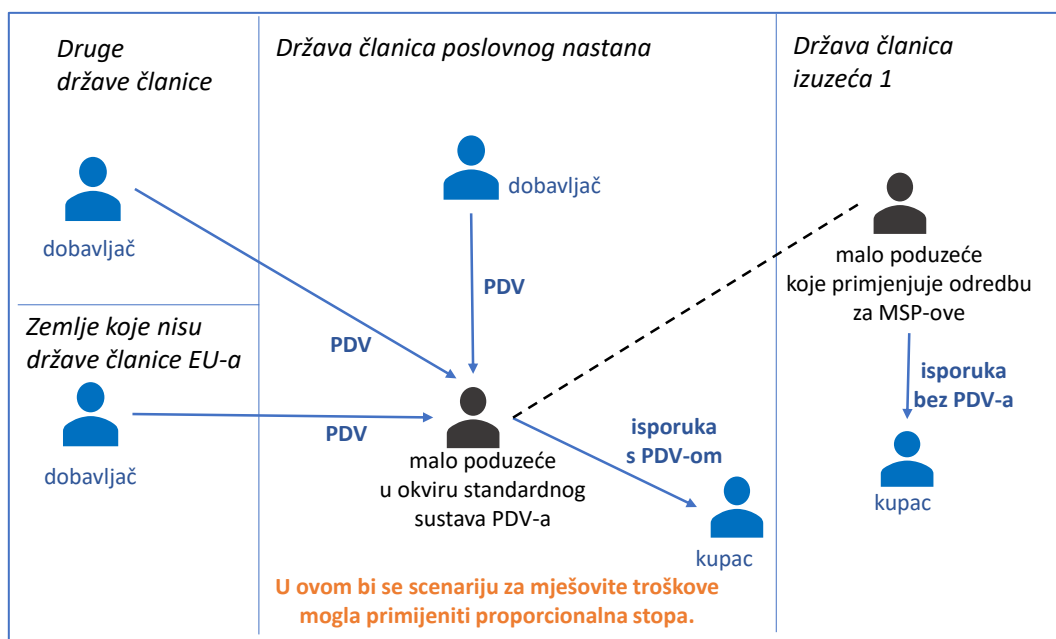 Druge
države članice
dobavljač
Zemlje koje nisu
države članice EU-a
dobavljač
Država članica poslovnog nastana
dobavljač
PDV
PDV
PDV
malo poduzeće
u okviru standardnog
sustava PDV-a
isporuka
s PDV-om
kupac
U ovom bi se scenariju za mješovite troškove
mogla primijeniti proporcionalna stopa.
Država članica
izuzeća 1
malo poduzeće
koje primjenjuje odredbu
za MSP-ove
isporuka
bez PDV-a
kupac